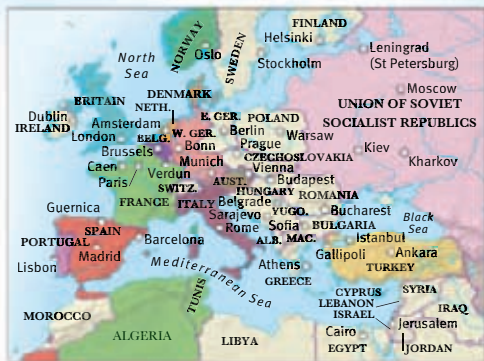 FINLAND
Helsinki
NORWAY
Oslo
SWEDEN
Stockholm
Leningrad
(St Petersburg)
North
Sea
Moscow
UNION OF SOVIET
SOCIALIST REPUBLICS
DENMARK
BRITAIN
NETH.
Dublin
IRELAND
Amsterdam
London
BELG.
W. GER.
E. GER.
Berlin
POLAND
Warsaw
Brussels
Bonn
Prague
Kiev
Kharkov
CZECHOSLOVAKIA
Caen
Paris
Verdun
Munich
Vienna
SWITZ.
AUST.
Budapest
HUNGARY
ROMANIA
FRANCE
ITALY
Belgrade
Guernica
Sarajevo
YUGO.
Bucharest
Black
Sea
Rome
Sofia
BULGARIA
SPAIN
Barcelona
ALB.
MAC.
Istanbul
PORTUGAL
Madrid
Lisbon
Gallipoli
Ankara
TURKEY
Mediterranean Sea
Athens
GREECE
TUNIS
CYPRUS
SYRIA
LEBANON
ISRAEL
IRAQ
MOROCCO
ALGERIA
LIBYA
Cairo
Jerusalem
EGYPT
JORDAN